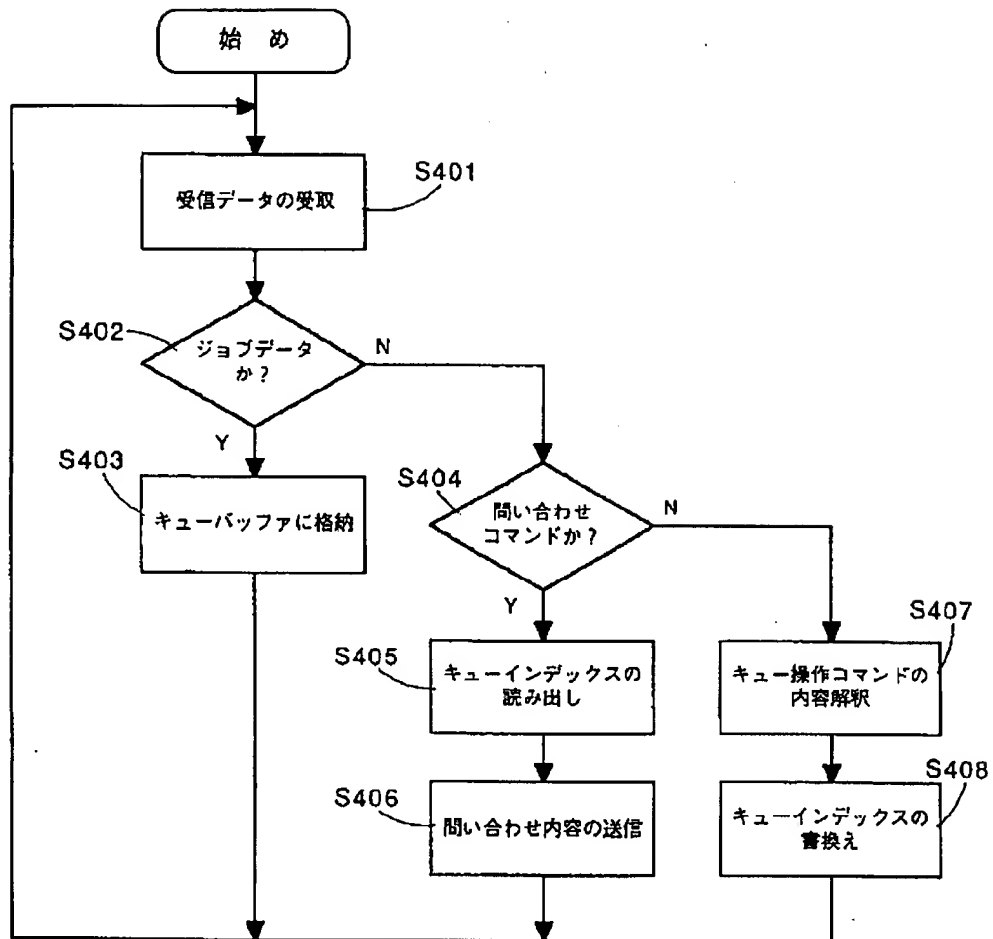 始 め
S401
受信データの受取
S402
ジョブデータ
か？
N
Y
S403
キューバッファに格納
S404
問い合わせ
コマンドか？
N
Y
S405
キューインデックスの
読み出し
S407
キュー操作コマンドの
内容解釈
S406
問い合わせ内容の送信
S408
キューインデックスの
書換え